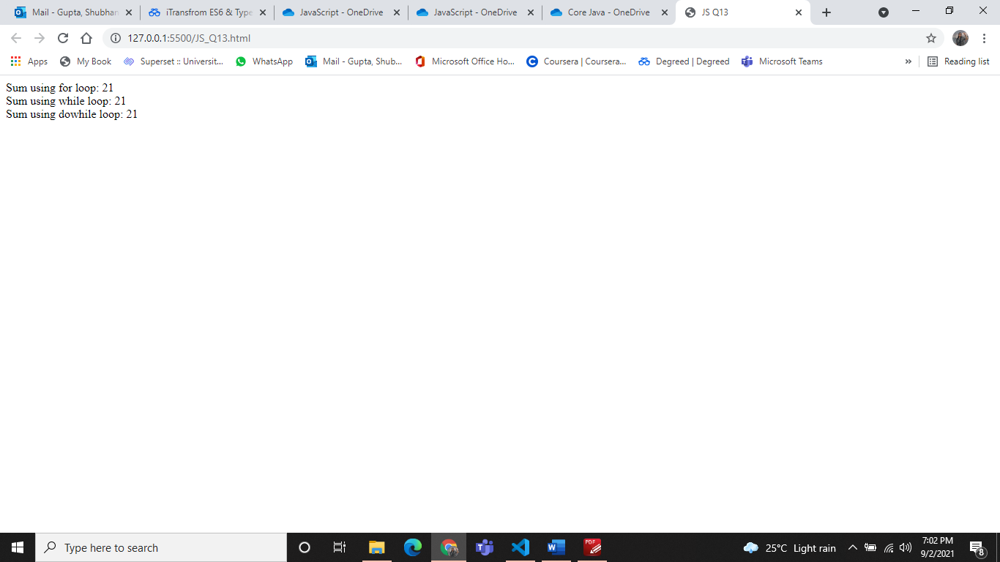 Mail - Gupta, Shubhan
iTransfrom ES6 & Type
JavaScript - OneDrive
JavaScript - OneDrive
Core Java - OneDrive
JS Q13
127.0.0.1:5500/JS_Q13.html
Apps
My Book
Superset :: Universit...
WhatsApp
Mail - Gupta, Shub...
Microsoft Office Ho...
Coursera | Coursera...
Degreed | Degreed
Microsoft Teams
»
Reading list
Sum using for loop: 21
Sum using while loop: 21
Sum using dowhile loop: 21
Type here to search
PDF
25°C Light rain
7:02 PM
9/2/2021
8